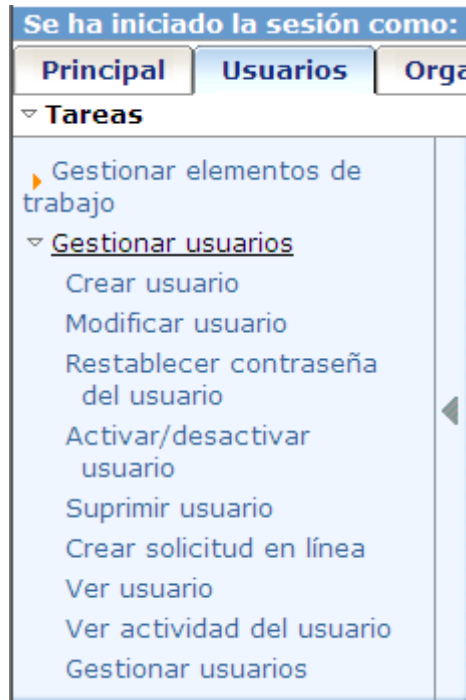 Se ha iniciado la sesión como:
Principal Usuarios Orga
Tareas
Gestionar elementos de
trabajo
Gestionar usuarios
Crear usuario
Modificar usuario
Restablecer contraseña
del usuario
Activar/desactivar
usuario
Suprimir usuario
Crear solicitud en línea
Ver usuario
Ver actividad del usuario
Gestionar usuarios